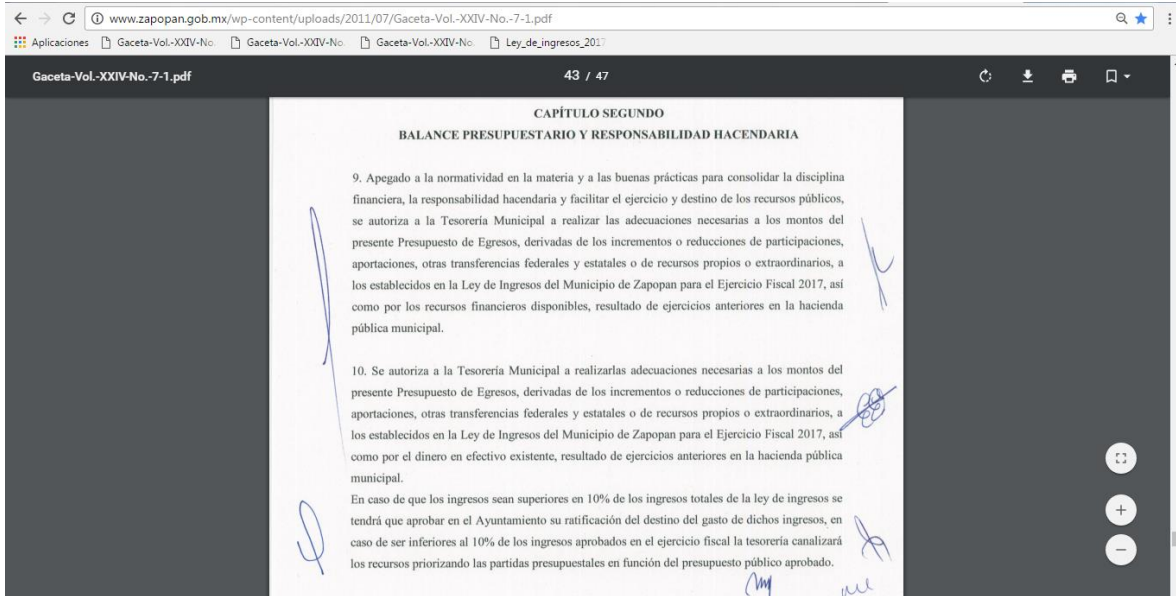 www.zapopan.gob.mx/wp-content/uploads/2011/07/Gaceta-Vol.-XXIV-No.-7-1.pdf
Aplicaciones Gaceta-Vol.-XXIV-No. Gaceta-Vol.-XXIV-No. Gaceta-Vol.-XXIV-No. Ley_de_ingresos_2017
Gaceta-Vol.-XXIV-No.-7-1.pdf 43 / 47
CAPÍTULO SEGUNDO
BALANCE PRESUPUESTARIO Y RESPONSABILIDAD HACENDARIA
9. Apegado a la normatividad en la materia y a las buenas prácticas para consolidar la disciplina
financiera, la responsabilidad hacendaria y facilitar el ejercicio y destino de los recursos públicos,
se autoriza a la Tesorería Municipal a realizar las adecuaciones necesarias a los montos del
presente Presupuesto de Egresos, derivadas de los incrementos o reducciones de participaciones,
aportaciones, otras transferencias federales y estatales o de recursos propios o extraordinarios, a
los establecidos en la Ley de Ingresos del Municipio de Zapopan para el Ejercicio Fiscal 2017, así
como por los recursos financieros disponibles, resultado de ejercicios anteriores en la hacienda
pública municipal.
10. Se autoriza a la Tesorería Municipal a realizarlas adecuaciones necesarias a los montos del
presente Presupuesto de Egresos, derivadas de los incrementos o reducciones de participaciones,
aportaciones, otras transferencias federales y estatales o de recursos propios o extraordinarios, a
los establecidos en la Ley de Ingresos del Municipio de Zapopan para el Ejercicio Fiscal 2017, así
como por el dinero en efectivo existente, resultado de ejercicios anteriores en la hacienda pública
municipal.
En caso de que los ingresos sean superiores en 10% de los ingresos totales de la ley de ingresos se
tendrá que aprobar en el Ayuntamiento su ratificación del destino del gasto de dichos ingresos, en
caso de ser inferiores al 10% de los ingresos aprobados en el ejercicio fiscal la tesorería canalizará
los recursos priorizando las partidas presupuestales en función del presupuesto público aprobado.